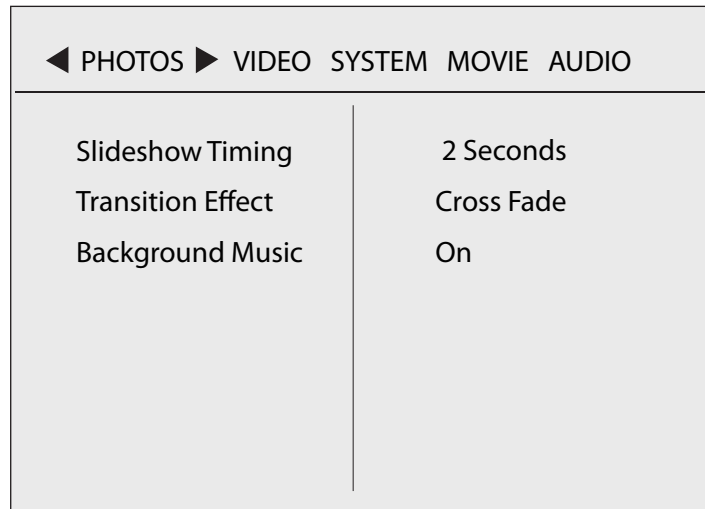 PHOTOS VIDEO SYSTEM MOVIE AUDIO
Slideshow Timing 2 Seconds
Transition Effect Cross Fade
Background Music On